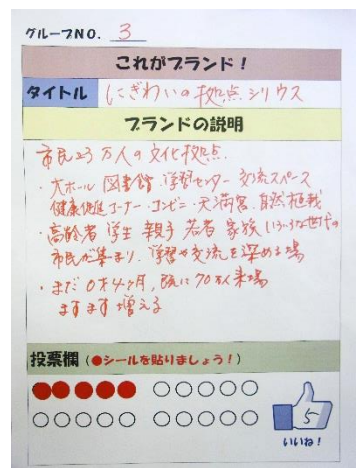 グループNO. 3
これがブランド！
タイトル にぎわいの拠点シリウス
ブランドの説明
市民23万人の文化拠点.
・大ホール 図書館 学習センター 交流スペース
健康促進コーナー・コンビニ・天満宮・自然植栽
・高齢者 学生 親子 若者 家族 いろいろな世代の
市民が集まり、学習や交流を深める場
・まだ0才4ヶ月, 既に70万人来場
ますます増える
投票欄 (●シールを貼りましょう！)
5
いいね!